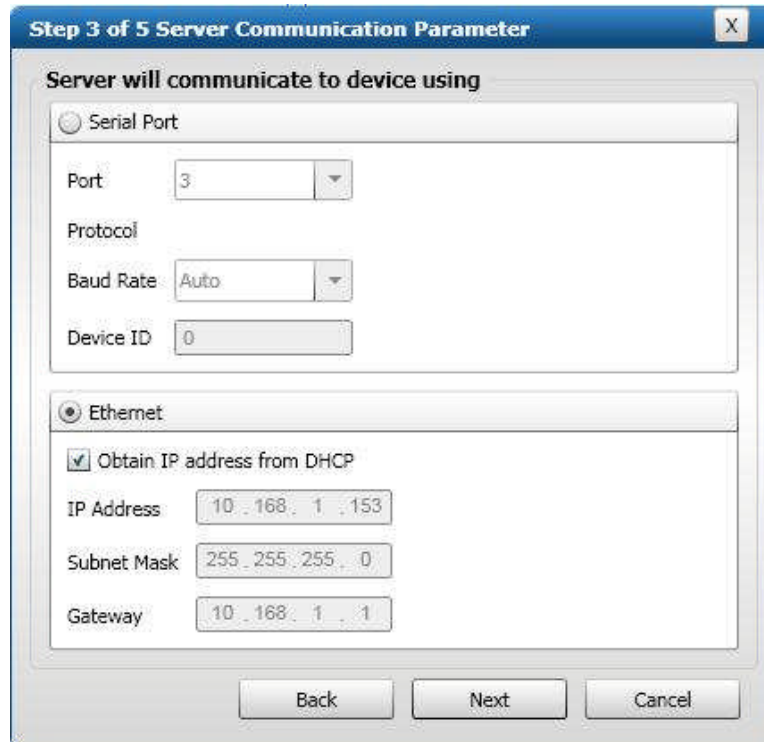 Step 3 of 5 Server Communication Parameter X
Server will communicate to device using
Serial Port
Port 3
Protocol
Baud Rate Auto
Device ID 0
Ethernet
Obtain IP address from DHCP
IP Address 10 . 168 . 1 . 153
Subnet Mask 255 . 255 . 255 . 0
Gateway 10 . 168 . 1 . 1
Back Next Cancel